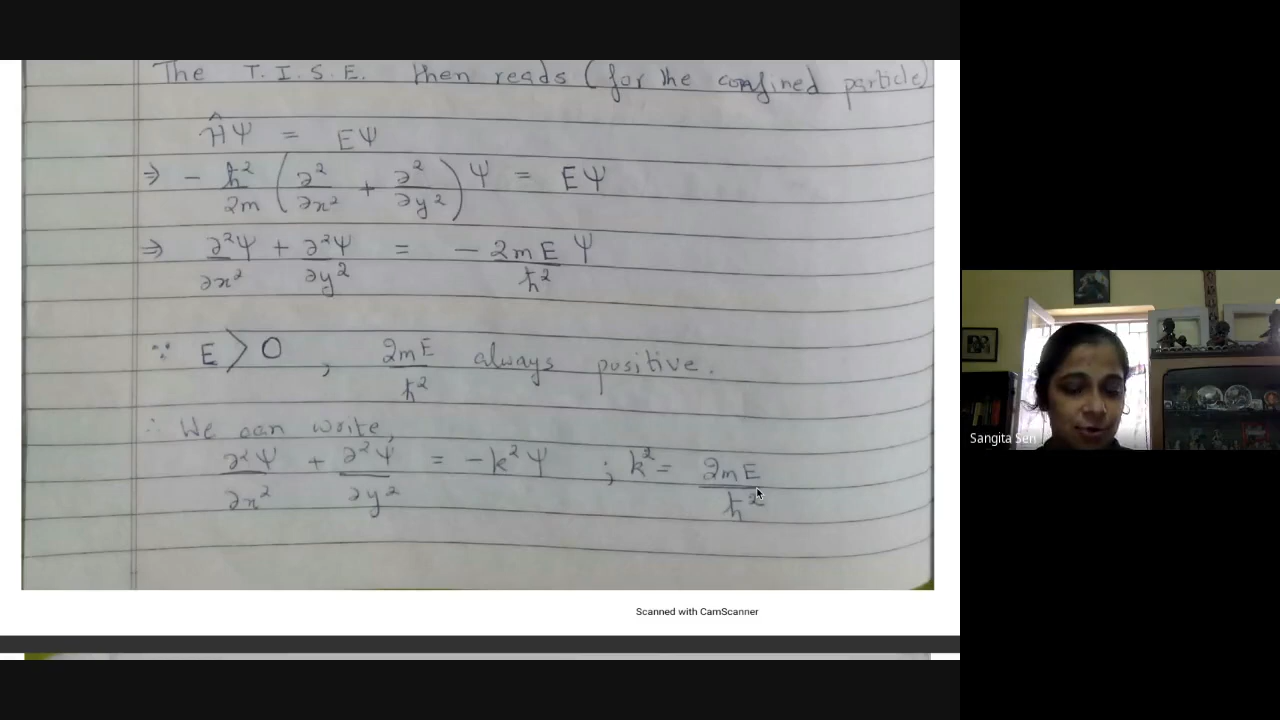 The T.I.S.E. then reads (for the confined particle)
ĤΨ = EΨ
⇒ - ℏ²/2m (∂²/∂x² + ∂²/∂y²) Ψ = EΨ
⇒ ∂²Ψ/∂x² + ∂²Ψ/∂y² = - 2mE/ℏ² Ψ
∵ E > 0 , 2mE/ℏ² always positive.
∴ We can write,
∂²Ψ/∂x² + ∂²Ψ/∂y² = -k²Ψ ; k² = 2mE/ℏ²
Scanned with CamScanner
Sangita Sen